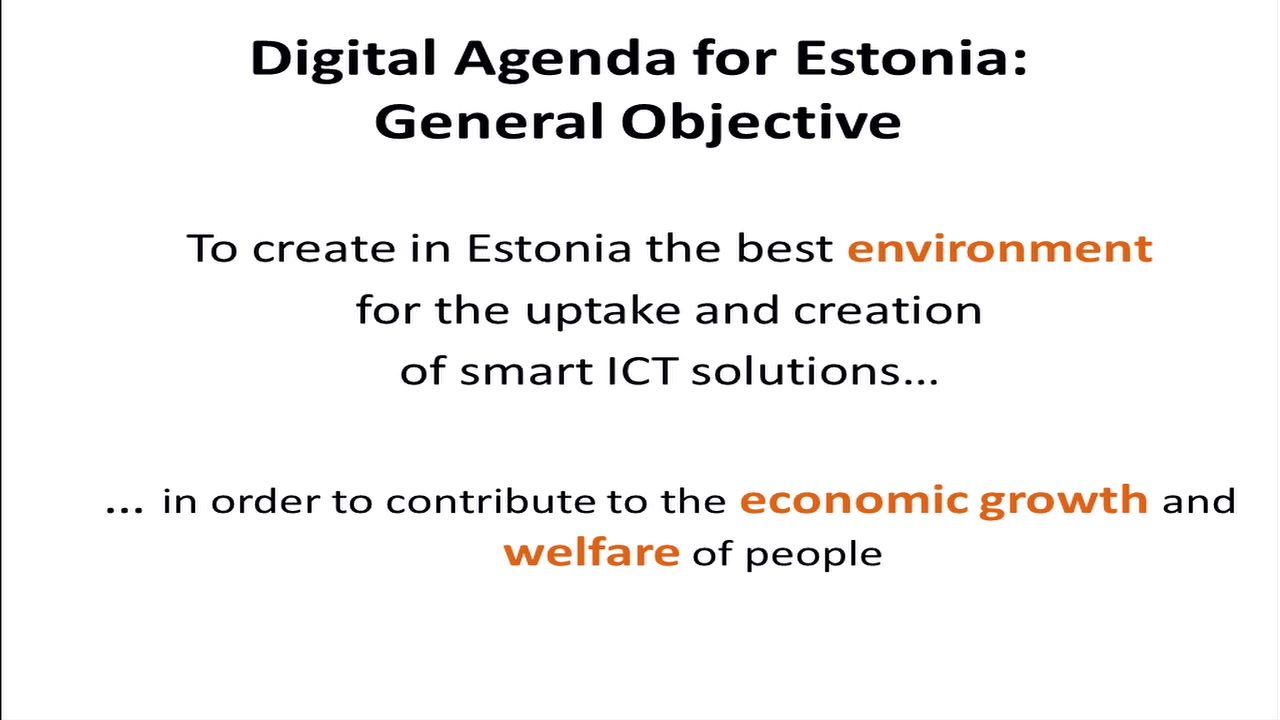 Digital Agenda for Estonia:
General Objective
To create in Estonia the best environment
for the uptake and creation
of smart ICT solutions...
... in order to contribute to the economic growth and
welfare of people